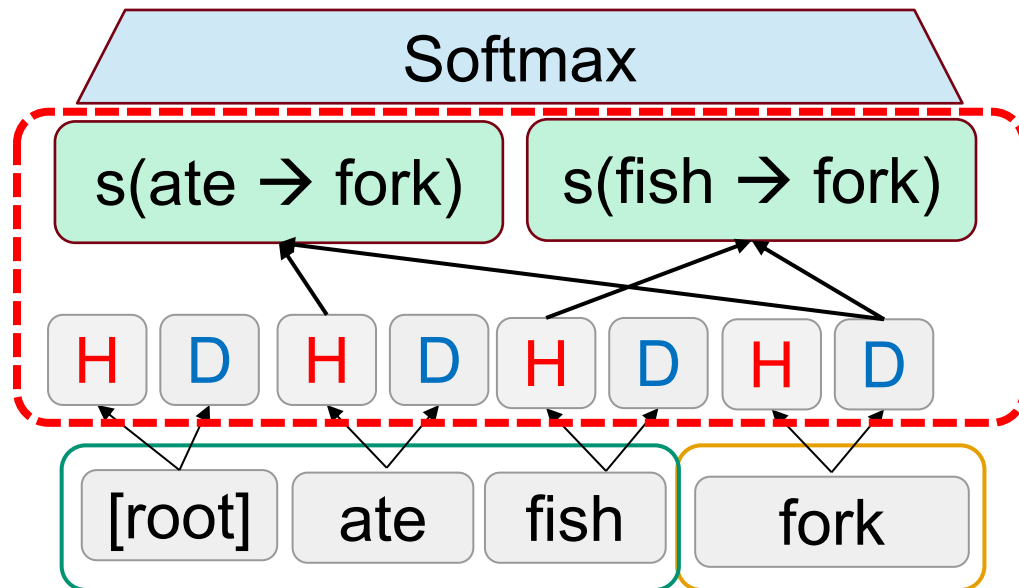 Softmax
s(ate → fork) s(fish → fork)
H D H D H D H D
[root] ate fish fork